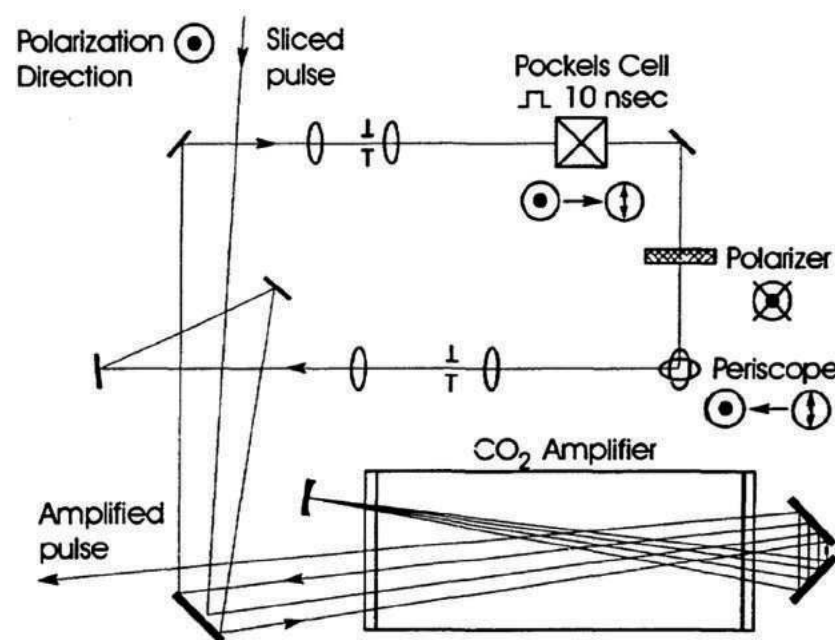 Polarization
Direction
Sliced
pulse
Pockels Cell
10 nsec
Polarizer
Periscope
CO₂ Amplifier
Amplified
pulse